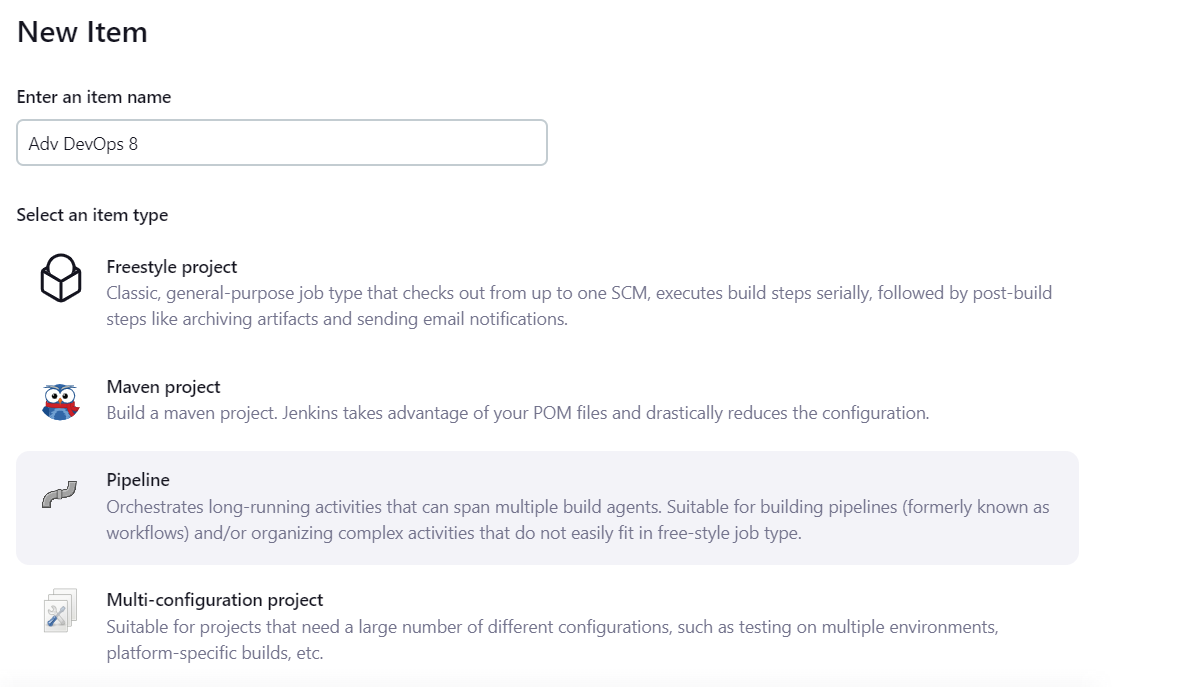 New Item
Enter an item name
Adv DevOps 8
Select an item type
Freestyle project
Classic, general-purpose job type that checks out from up to one SCM, executes build steps serially, followed by post-build
steps like archiving artifacts and sending email notifications.
Maven project
Build a maven project. Jenkins takes advantage of your POM files and drastically reduces the configuration.
Pipeline
Orchestrates long-running activities that can span multiple build agents. Suitable for building pipelines (formerly known as
workflows) and/or organizing complex activities that do not easily fit in free-style job type.
Multi-configuration project
Suitable for projects that need a large number of different configurations, such as testing on multiple environments,
platform-specific builds, etc.